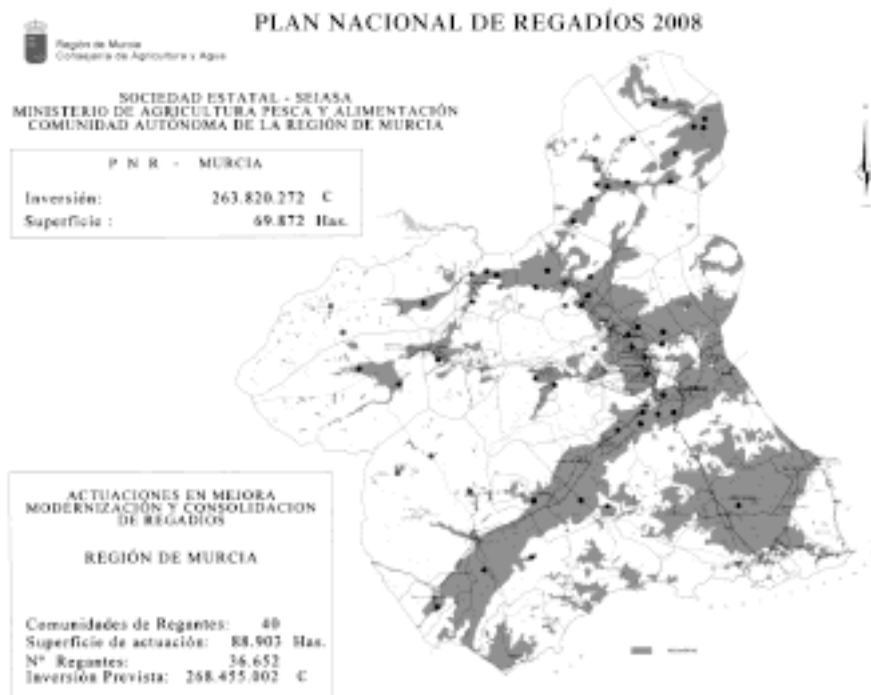 PLAN NACIONAL DE REGADÍOS 2008
Región de Murcia
Consejería de Agricultura y Agua
SOCIEDAD ESTATAL - SEIASA
MINISTERIO DE AGRICULTURA PESCA Y ALIMENTACIÓN
COMUNIDAD AUTÓNOMA DE LA REGIÓN DE MURCIA
P N R - MURCIA
Inversión: 263.820.272 €
Superficie : 69.872 Has.
ACTUACIONES EN MEJORA
MODERNIZACIÓN Y CONSOLIDACION
DE REGADÍOS
REGIÓN DE MURCIA
Comunidades de Regantes: 40
Superficie de actuación: 88.903 Has.
Nº Regantes: 36.652
Inversión Prevista: 268.455.002 €